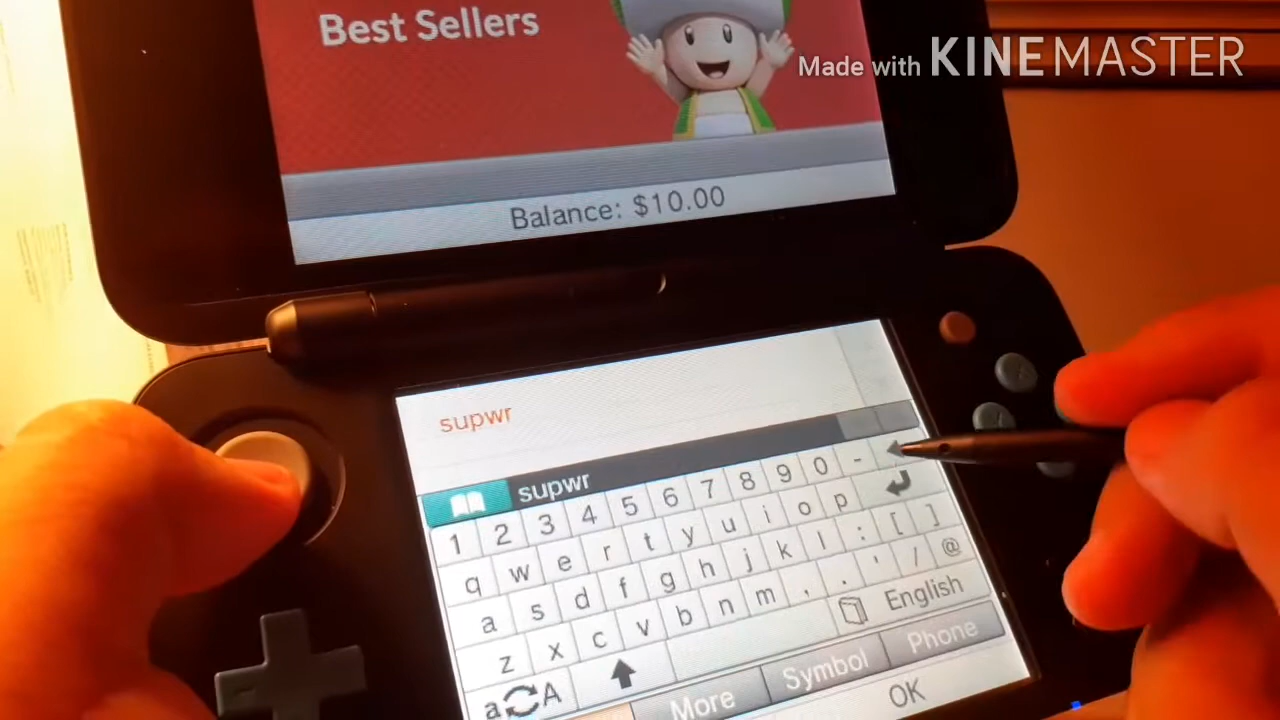 Best Sellers
Made with KINEMASTER
Balance: $10.00
supwr
supwr
1 2 3 4 5 6 7 8 9 0 -
q w e r t y u i o p
a s d f g h j k l : [ ]
z x c v b n m , . ' / @
a A
English
More Symbol Phone
OK